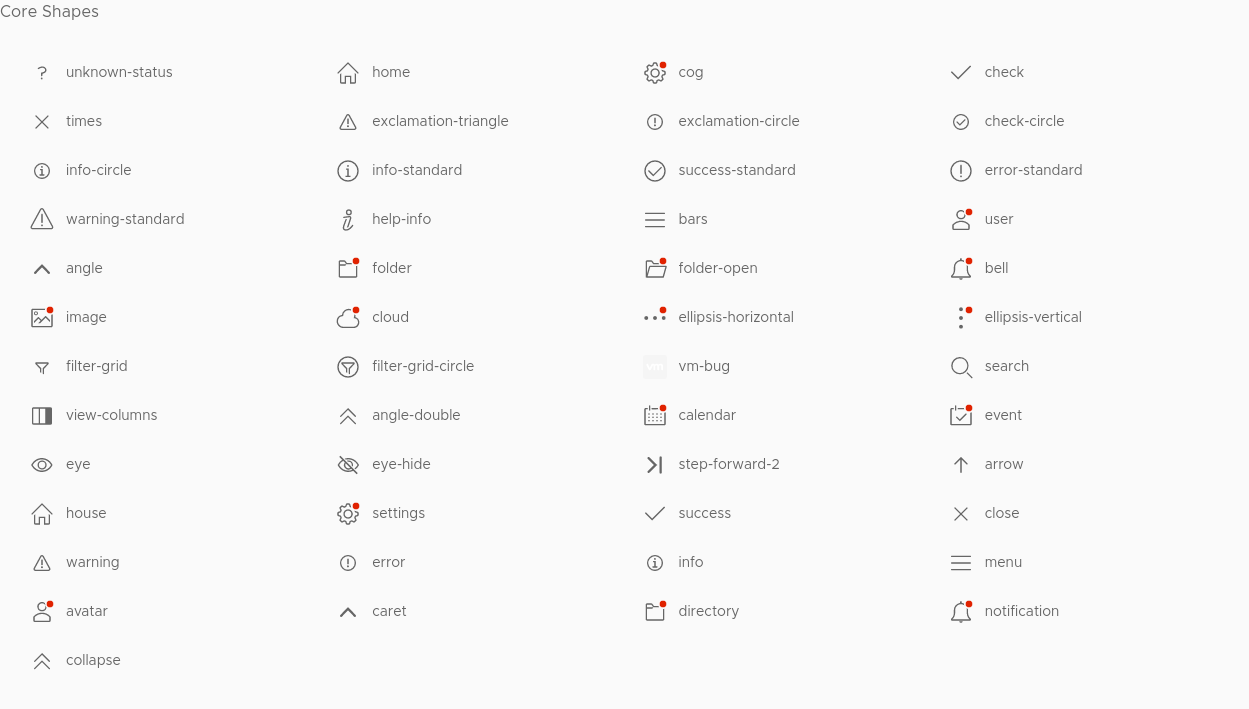 Core Shapes
unknown-status home cog check
times exclamation-triangle exclamation-circle check-circle
info-circle info-standard success-standard error-standard
warning-standard help-info bars user
angle folder folder-open bell
image cloud ellipsis-horizontal ellipsis-vertical
filter-grid filter-grid-circle vm vm-bug search
view-columns angle-double calendar event
eye eye-hide step-forward-2 arrow
house settings success close
warning error info menu
avatar caret directory notification
collapse